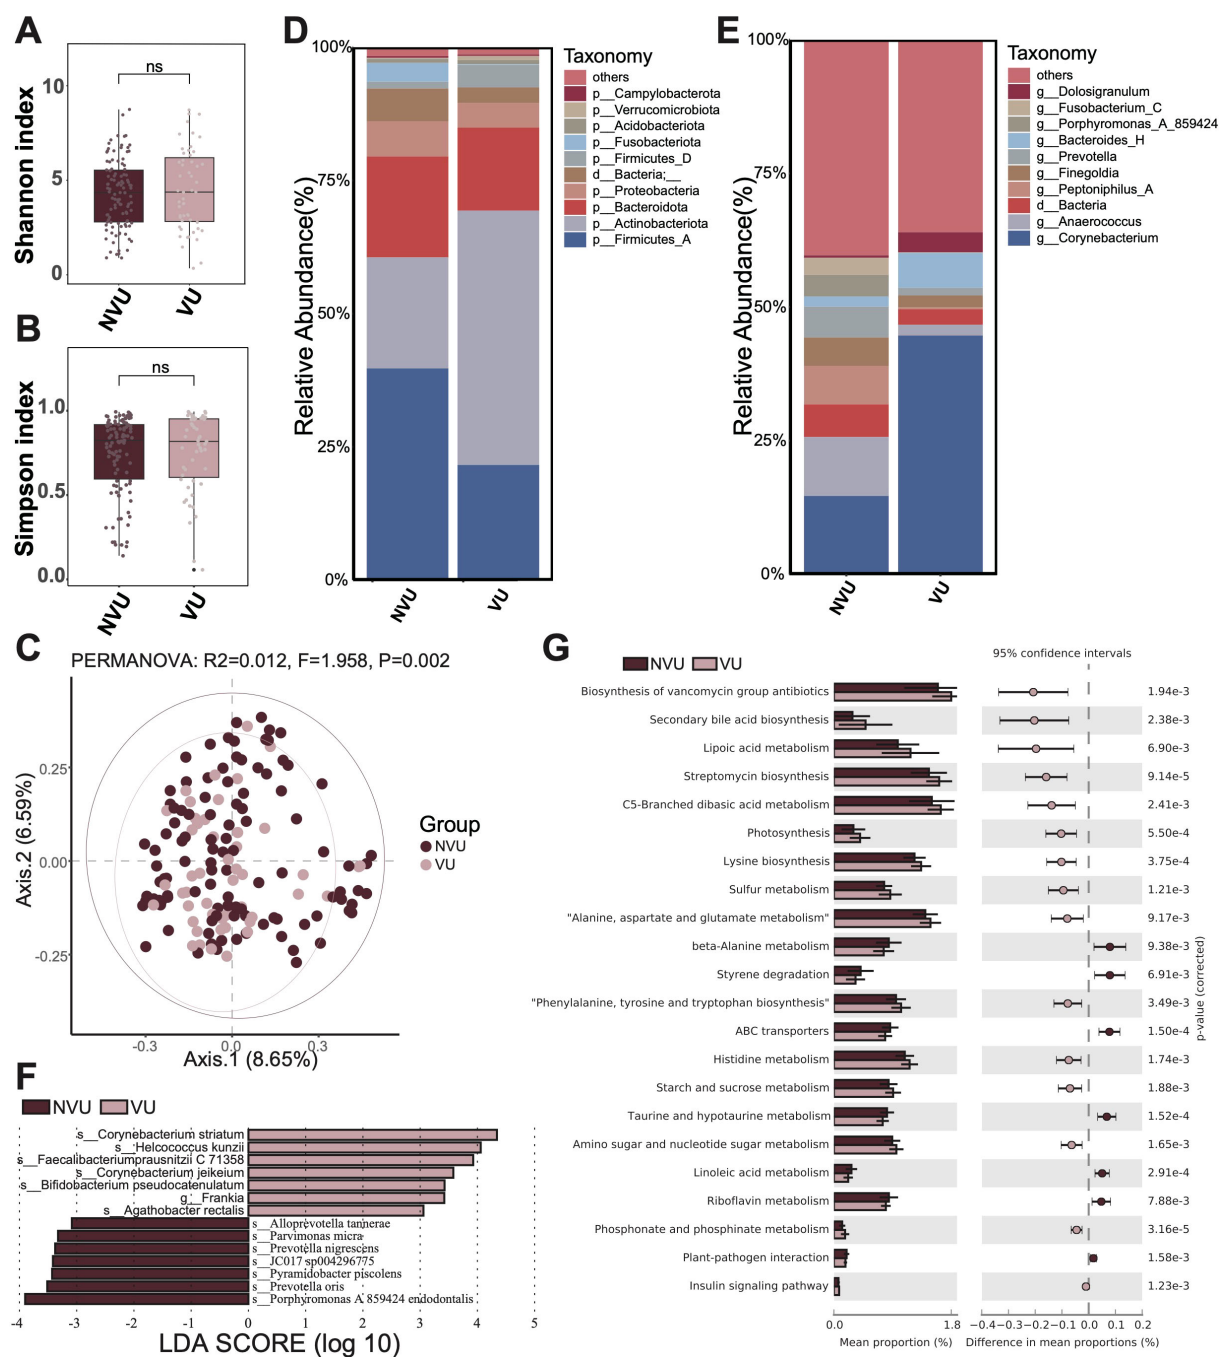 A
ns
Shannon index
10
5
0
NVU
VU
B
ns
Simpson index
1.0
0.5
0.0
NVU
VU
D
Relative Abundance(%)
100%
75%
50%
25%
0%
NVU
VU
Taxonomy
others
p__Campylobacterota
p__Verrucomicrobiota
p__Acidobacteriota
p__Fusobacteriota
p__Firmicutes_D
d__Bacteria;__
p__Proteobacteria
p__Bacteroidota
p__Actinobacteriota
p__Firmicutes_A
E
Relative Abundance(%)
100%
75%
50%
25%
0%
NVU
VU
Taxonomy
others
g__Dolosigranulum
g__Fusobacterium_C
g__Porphyromonas_A_859424
g__Bacteroides_H
g__Prevotella
g__Finegoldia
g__Peptoniphilus_A
d__Bacteria
g__Anaerococcus
g__Corynebacterium
C
PERMANOVA: R2=0.012, F=1.958, P=0.002
Axis.2 (6.59%)
0.25
0.00
-0.25
-0.3
0.0
0.3
Axis.1 (8.65%)
Group
NVU
VU
F
NVU
VU
s__Corynebacterium striatum
s__Helcococcus kunzii
s__Faecalibacteriumprausnitzii C 71358
s__Corynebacterium jeikeium
s__Bifidobacterium pseudocatenulatum
g__Frankia
s__Agathobacter rectalis
s__Alloprevotella tannerae
s__Parvimonas micra
s__Prevotella nigrescens
s__JC017 sp004296775
s__Pyramidobacter piscolens
s__Prevotella oris
s__Porphyromonas A 859424 endodontalis
-4 -3 -2 -1 0 1 2 3 4 5
LDA SCORE (log 10)
G
NVU
VU
95% confidence intervals
Biosynthesis of vancomycin group antibiotics 1.94e-3
Secondary bile acid biosynthesis 2.38e-3
Lipoic acid metabolism 6.90e-3
Streptomycin biosynthesis 9.14e-5
C5-Branched dibasic acid metabolism 2.41e-3
Photosynthesis 5.50e-4
Lysine biosynthesis 3.75e-4
Sulfur metabolism 1.21e-3
"Alanine, aspartate and glutamate metabolism" 9.17e-3
beta-Alanine metabolism 9.38e-3
Styrene degradation 6.91e-3
"Phenylalanine, tyrosine and tryptophan biosynthesis" 3.49e-3
ABC transporters 1.50e-4
Histidine metabolism 1.74e-3
Starch and sucrose metabolism 1.88e-3
Taurine and hypotaurine metabolism 1.52e-4
Amino sugar and nucleotide sugar metabolism 1.65e-3
Linoleic acid metabolism 2.91e-4
Riboflavin metabolism 7.88e-3
Phosphonate and phosphinate metabolism 3.16e-5
Plant-pathogen interaction 1.58e-3
Insulin signaling pathway 1.23e-3
p-value (corrected)
0.0 1.8
Mean proportion (%)
−0.4−0.3−0.2−0.1 0.0 0.1 0.2
Difference in mean proportions (%)